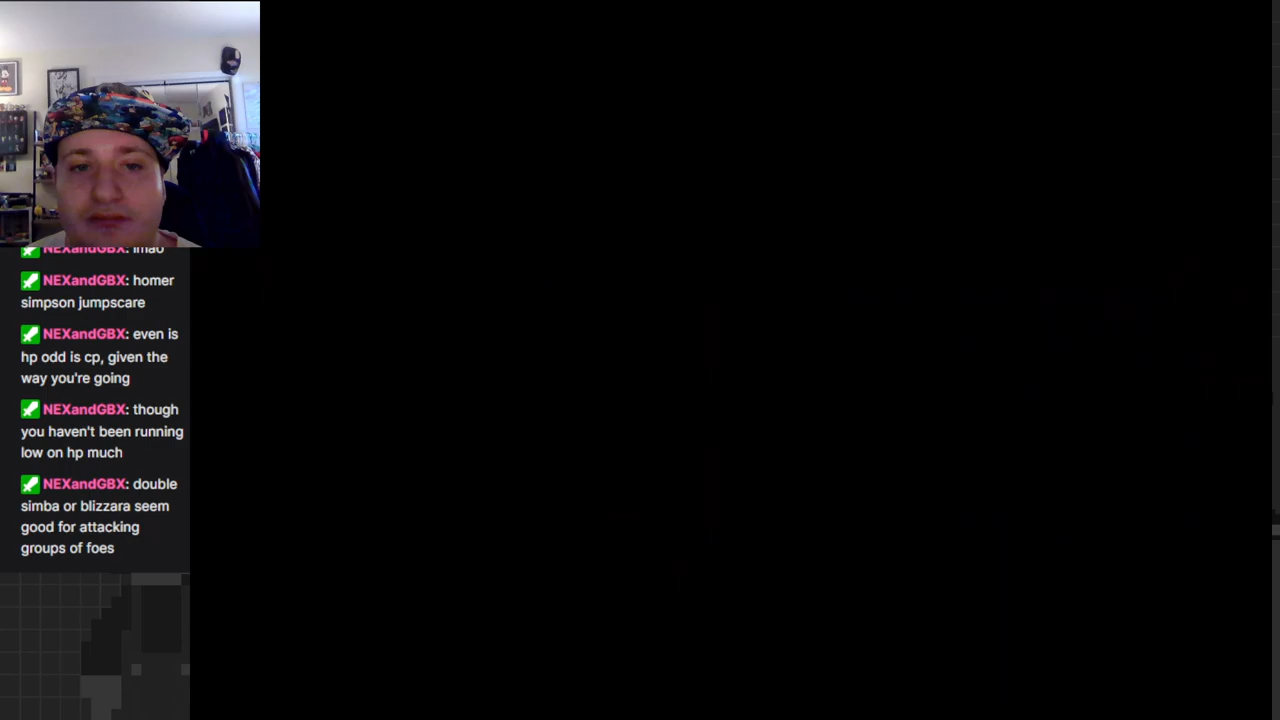 NEXandGBX: lmao
NEXandGBX: homer
simpson jumpscare
NEXandGBX: even is
hp odd is cp, given the
way you're going
NEXandGBX: though
you haven't been running
low on hp much
NEXandGBX: double
simba or blizzara seem
good for attacking
groups of foes